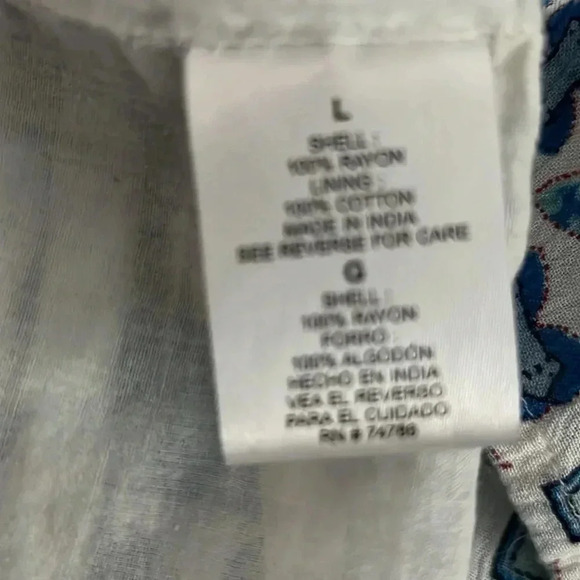 L
SHELL :
100% RAYON
LINING :
100% COTTON
MADE IN INDIA
SEE REVERSE FOR CARE
G
SHELL :
100% RAYON
FORRO :
100% ALGODÓN
HECHO EN INDIA
VEA EL REVERSO
PARA EL CUIDADO
RN # 74786